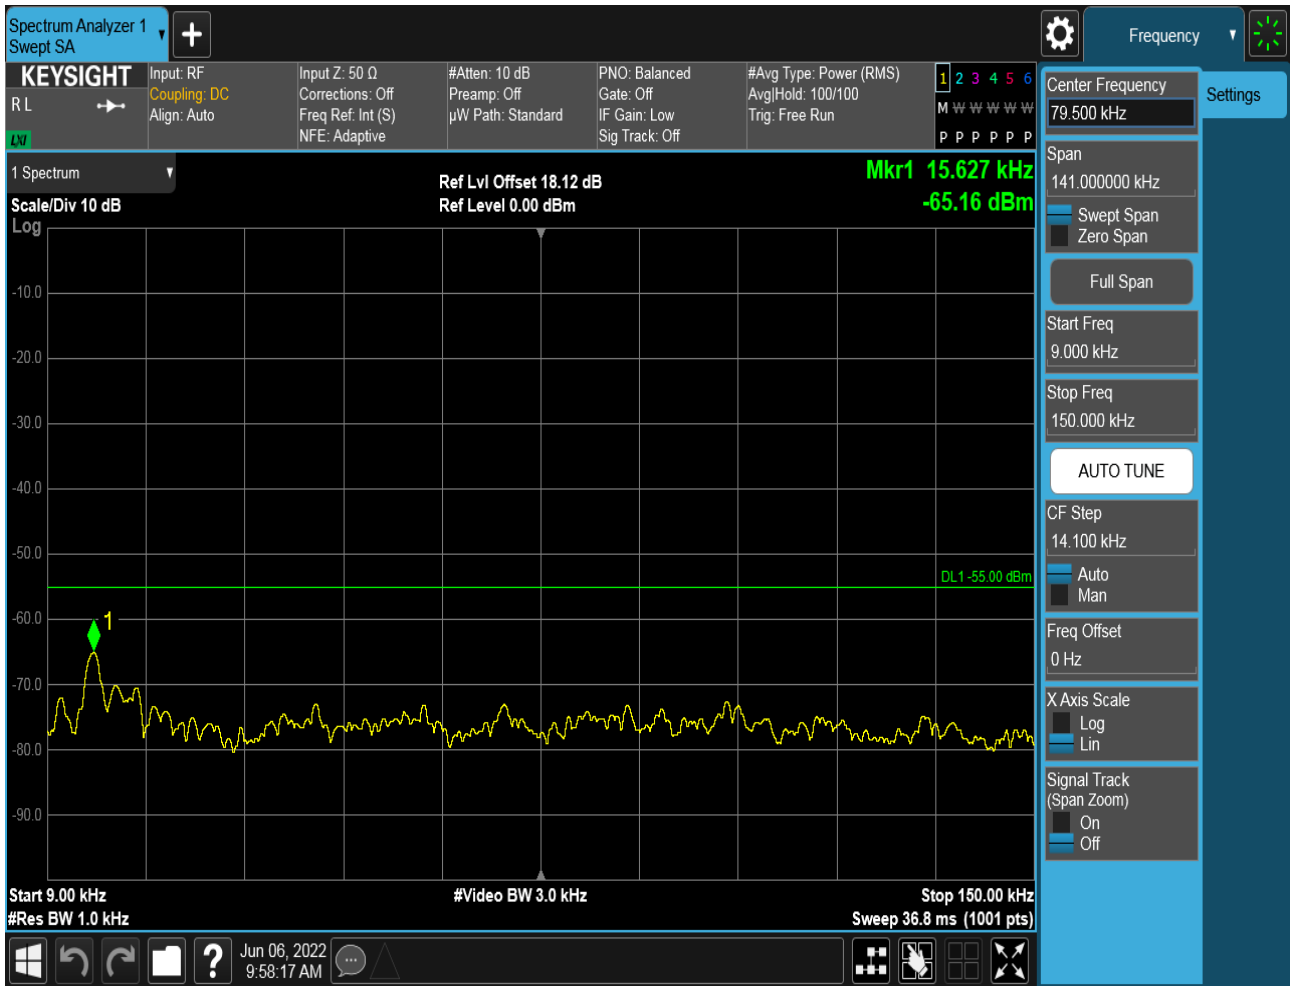 Spectrum Analyzer 1
Swept SA
Frequency
KEYSIGHT
R L
LXI
Input: RF
Coupling: DC
Align: Auto
Input Z: 50 Ω
Corrections: Off
Freq Ref: Int (S)
NFE: Adaptive
#Atten: 10 dB
Preamp: Off
µW Path: Standard
PNO: Balanced
Gate: Off
IF Gain: Low
Sig Track: Off
#Avg Type: Power (RMS)
Avg|Hold: 100/100
Trig: Free Run
1 2 3 4 5 6
M W W W W W
P P P P P P
1 Spectrum
Scale/Div 10 dB
Log
Ref Lvl Offset 18.12 dB
Ref Level 0.00 dBm
Mkr1 15.627 kHz
-65.16 dBm
-10.0
-20.0
-30.0
-40.0
-50.0
DL1 -55.00 dBm
-60.0
1
-70.0
-80.0
-90.0
Start 9.00 kHz
#Video BW 3.0 kHz
Stop 150.00 kHz
#Res BW 1.0 kHz
Sweep 36.8 ms (1001 pts)
?
Jun 06, 2022
9:58:17 AM
Center Frequency
79.500 kHz
Settings
Span
141.000000 kHz
Swept Span
Zero Span
Full Span
Start Freq
9.000 kHz
Stop Freq
150.000 kHz
AUTO TUNE
CF Step
14.100 kHz
Auto
Man
Freq Offset
0 Hz
X Axis Scale
Log
Lin
Signal Track
(Span Zoom)
On
Off